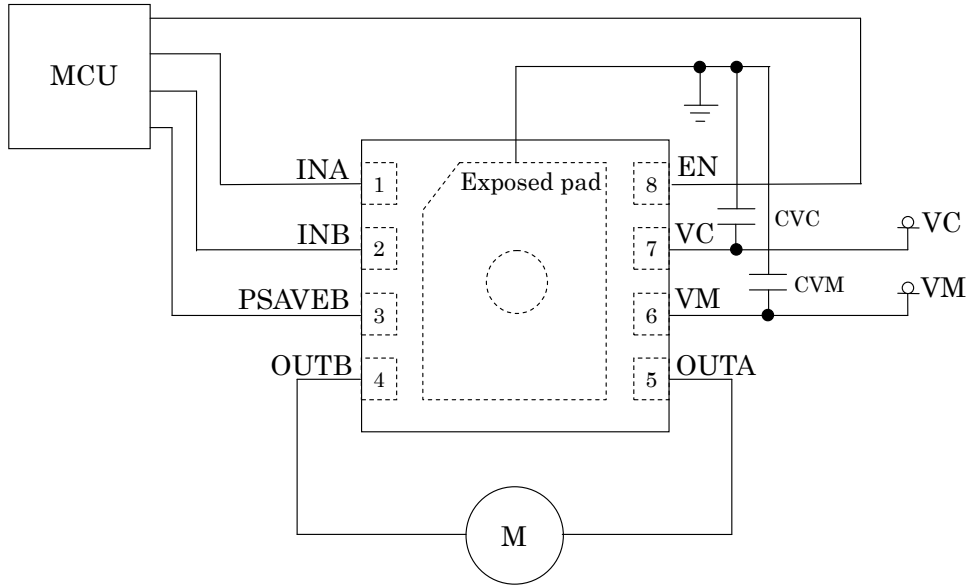 MCU
INA
1
Exposed pad
8
EN
INB
2
7
VC
CVC
VC
PSAVEB
3
6
VM
CVM
VM
OUTB
4
5
OUTA
M